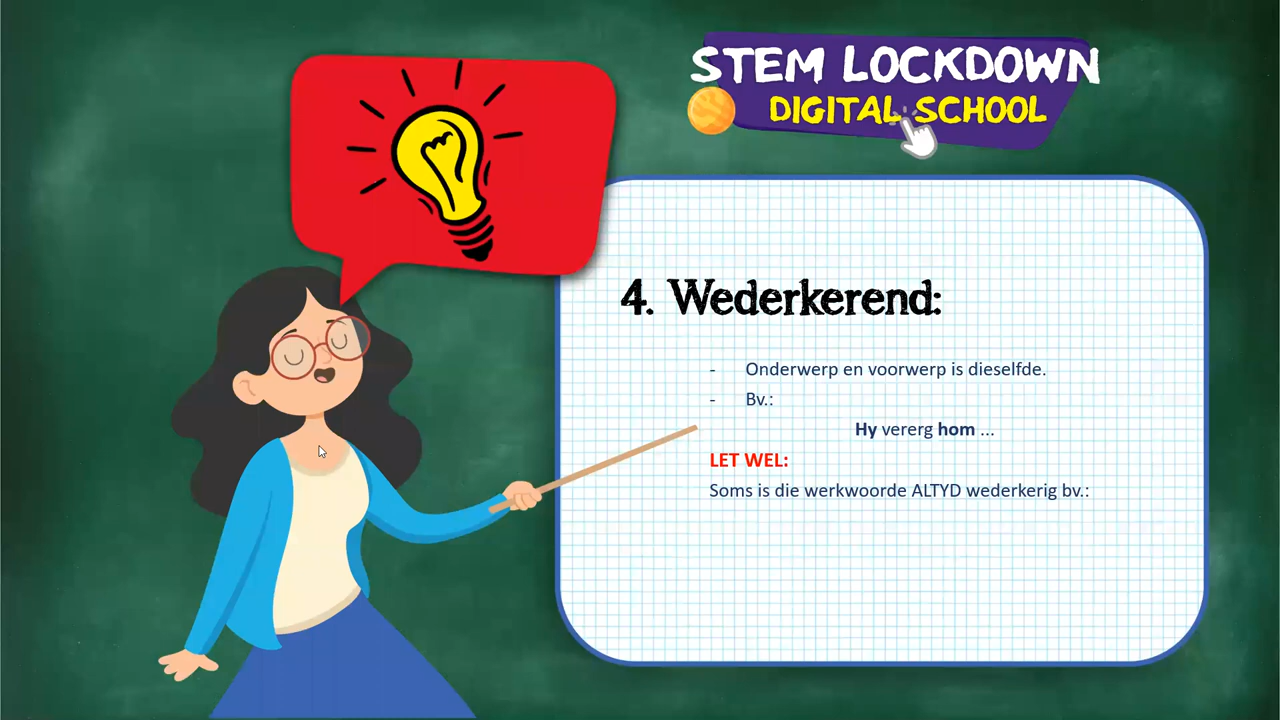 STEM LOCKDOWN
DIGITAL SCHOOL
4. Wederkerend:
- Onderwerp en voorwerp is dieselfde.
- Bv.:
Hy vererg hom ...
LET WEL:
Soms is die werkwoorde ALTYD wederkerig bv.: